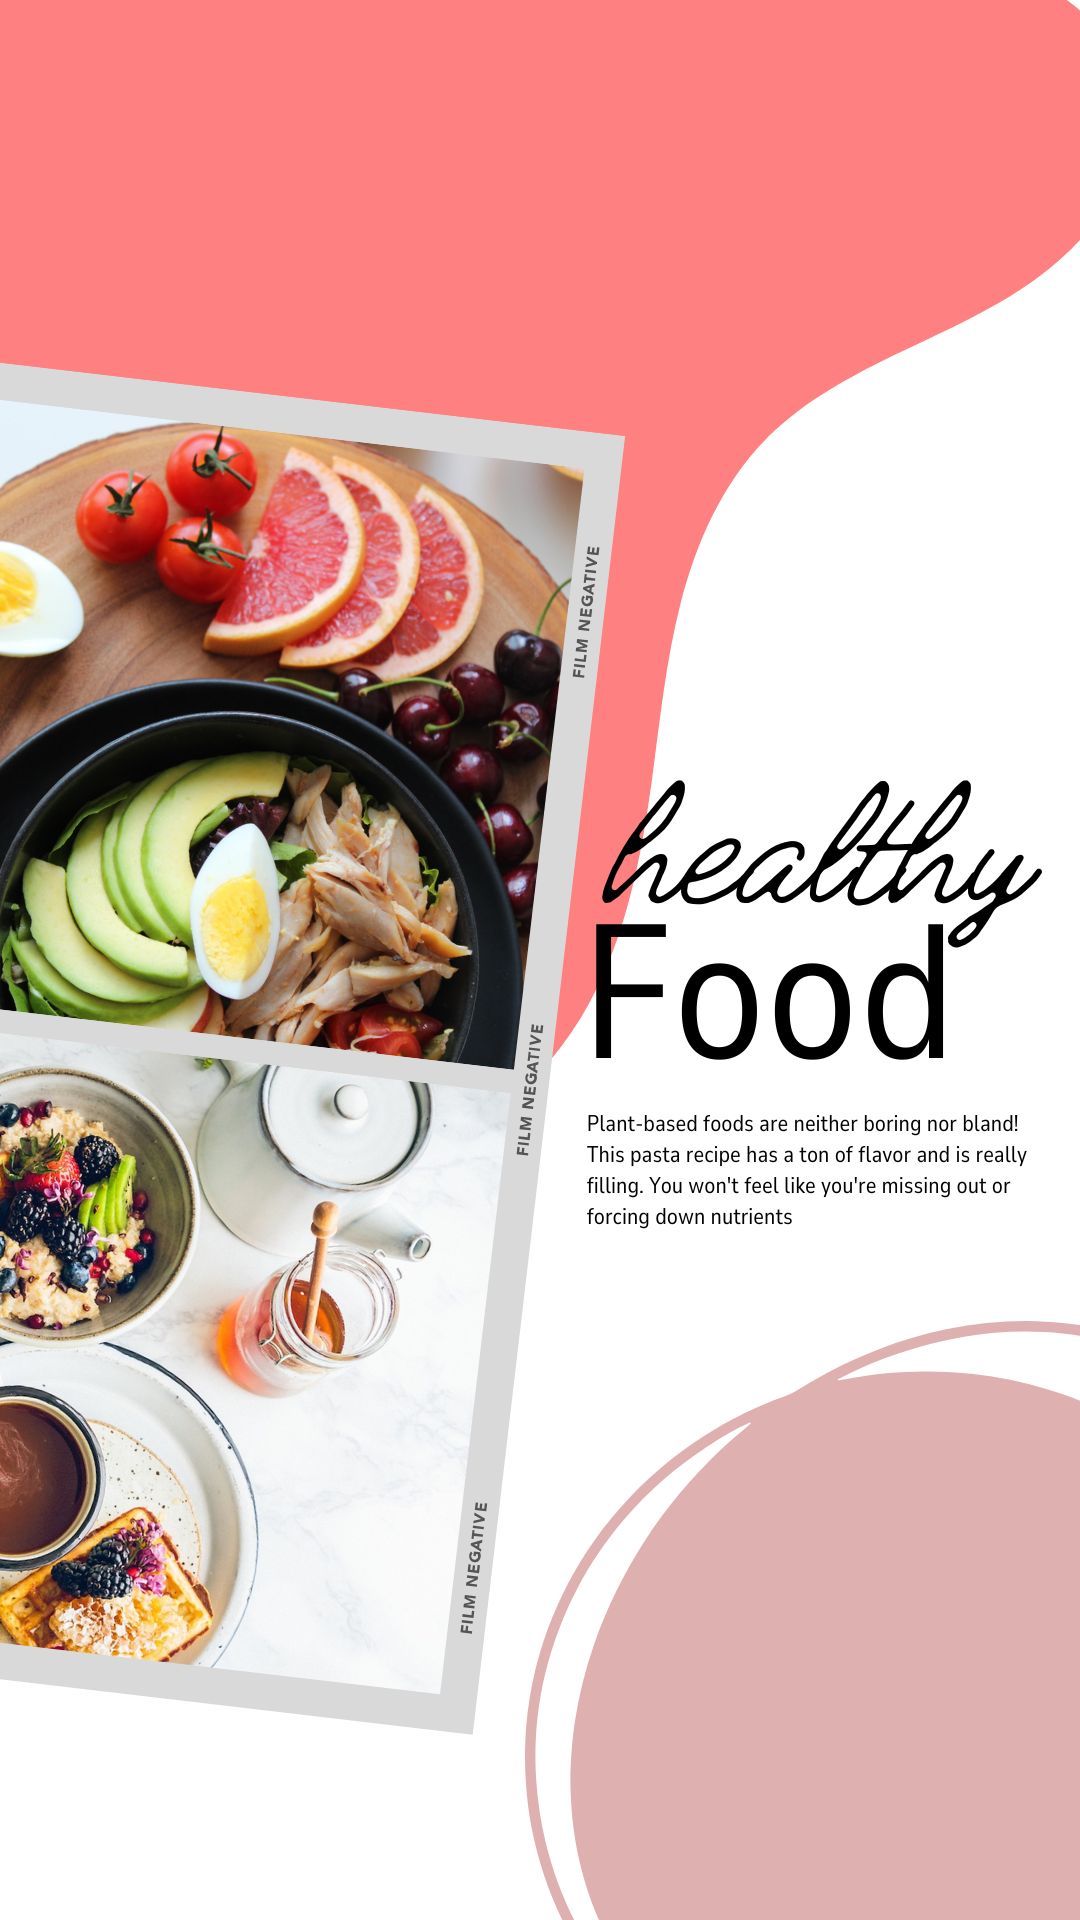 FILM NEGATIVE
healthy
Food
FILM NEGATIVE
Plant-based foods are neither boring nor bland!
This pasta recipe has a ton of flavor and is really
filling. You won't feel like you're missing out or
forcing down nutrients
FILM NEGATIVE